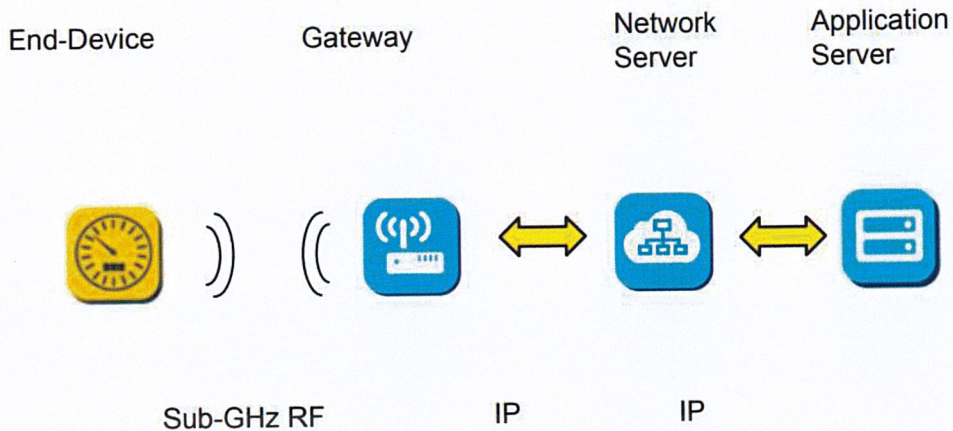 End-Device
Gateway
Network
Server
Application
Server
Sub-GHz RF
IP
IP